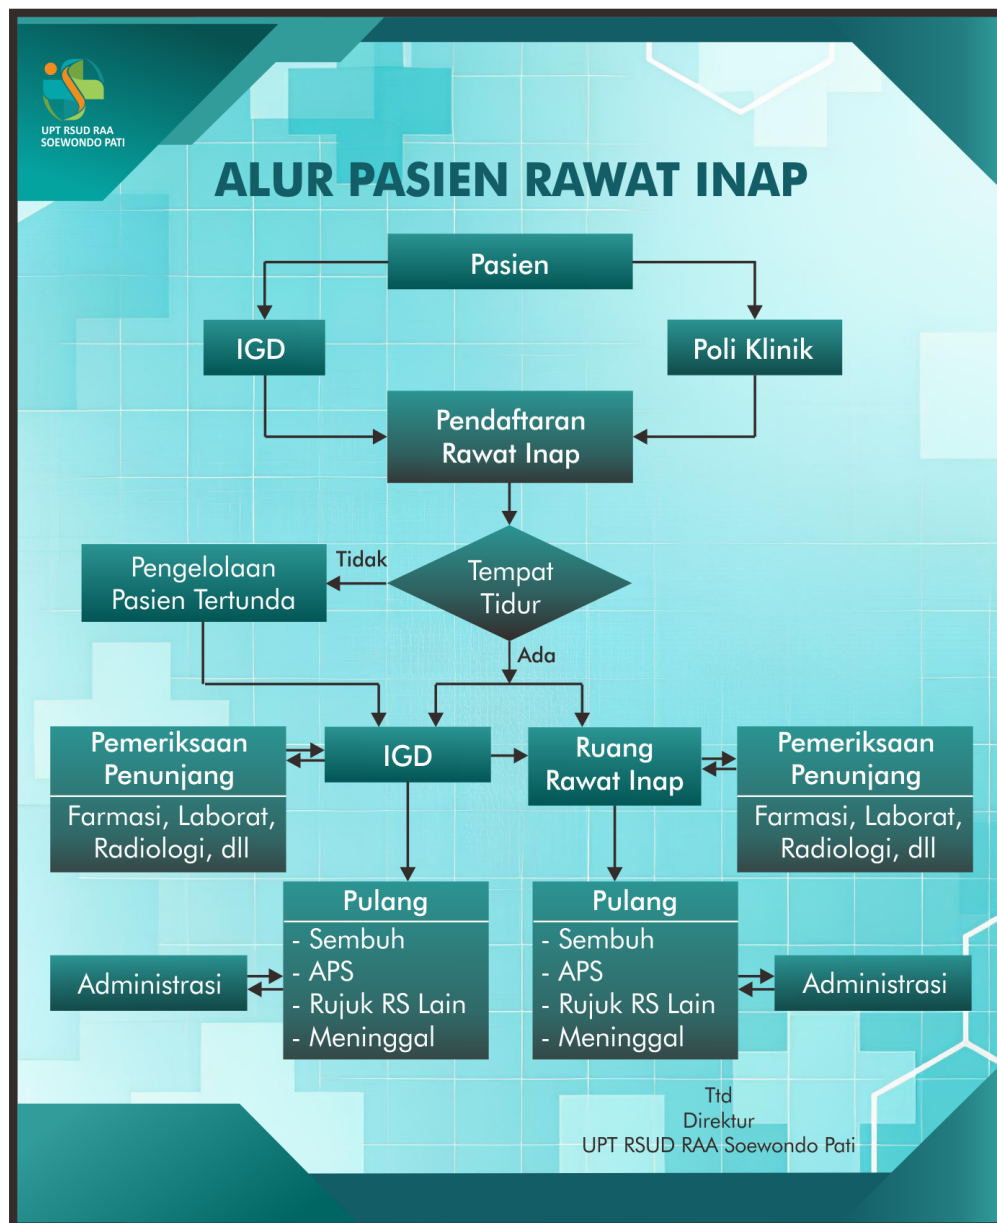 UPT RSUD RAA
SOEWONDO PATI
ALUR PASIEN RAWAT INAP
Pasien
IGD
Poli Klinik
Pendaftaran
Rawat Inap
Tempat
Tidur
Tidak
Pengelolaan
Pasien Tertunda
Ada
Pemeriksaan
Penunjang
Farmasi, Laborat,
Radiologi, dll
IGD
Ruang
Rawat Inap
Pemeriksaan
Penunjang
Farmasi, Laborat,
Radiologi, dll
Administrasi
Pulang
- Sembuh
- APS
- Rujuk RS Lain
- Meninggal
Pulang
- Sembuh
- APS
- Rujuk RS Lain
- Meninggal
Administrasi
Ttd
Direktur
UPT RSUD RAA Soewondo Pati